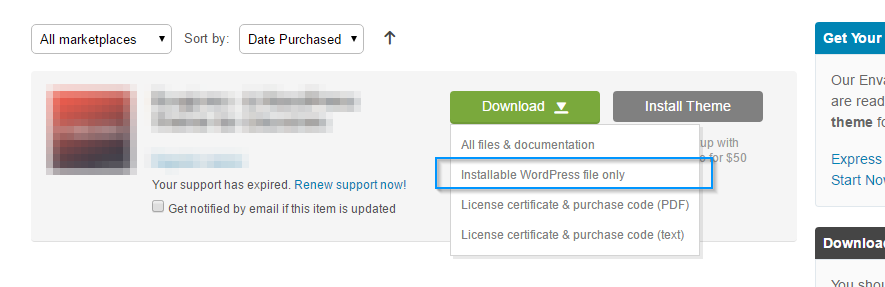 All marketplaces
Sort by:
Date Purchased
Get Your
Download
Install Theme
Our Enva
are read
theme fo
All files & documentation
up with
o for $50
Express
Installable WordPress file only
Start Now
Your support has expired. Renew support now!
License certificate & purchase code (PDF)
Get notified by email if this item is updated
License certificate & purchase code (text)
Download
You shou